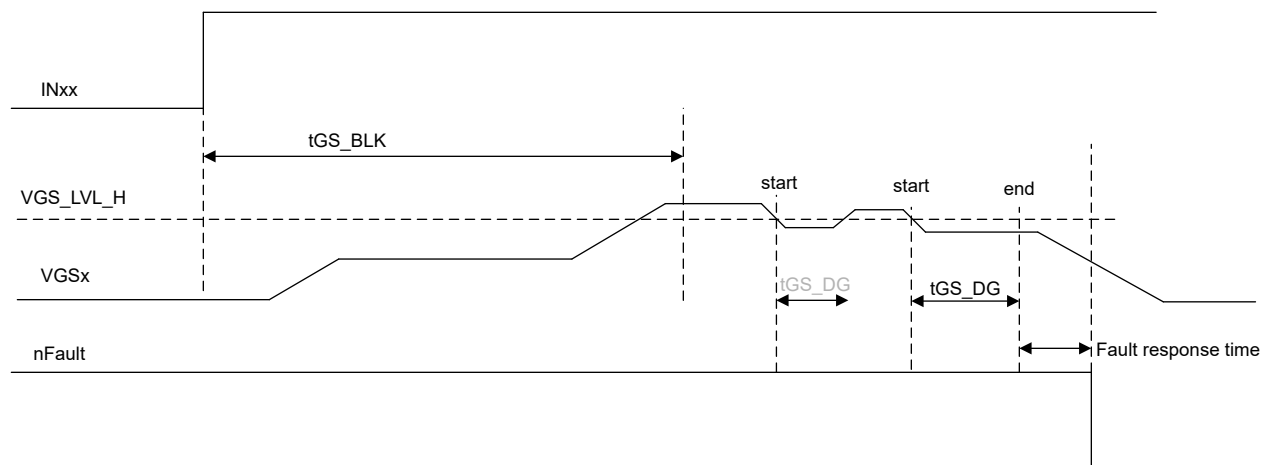 INxx
tGS_BLK
VGS_LVL_H
start
start
end
VGSx
tGS_DG
tGS_DG
nFault
Fault response time